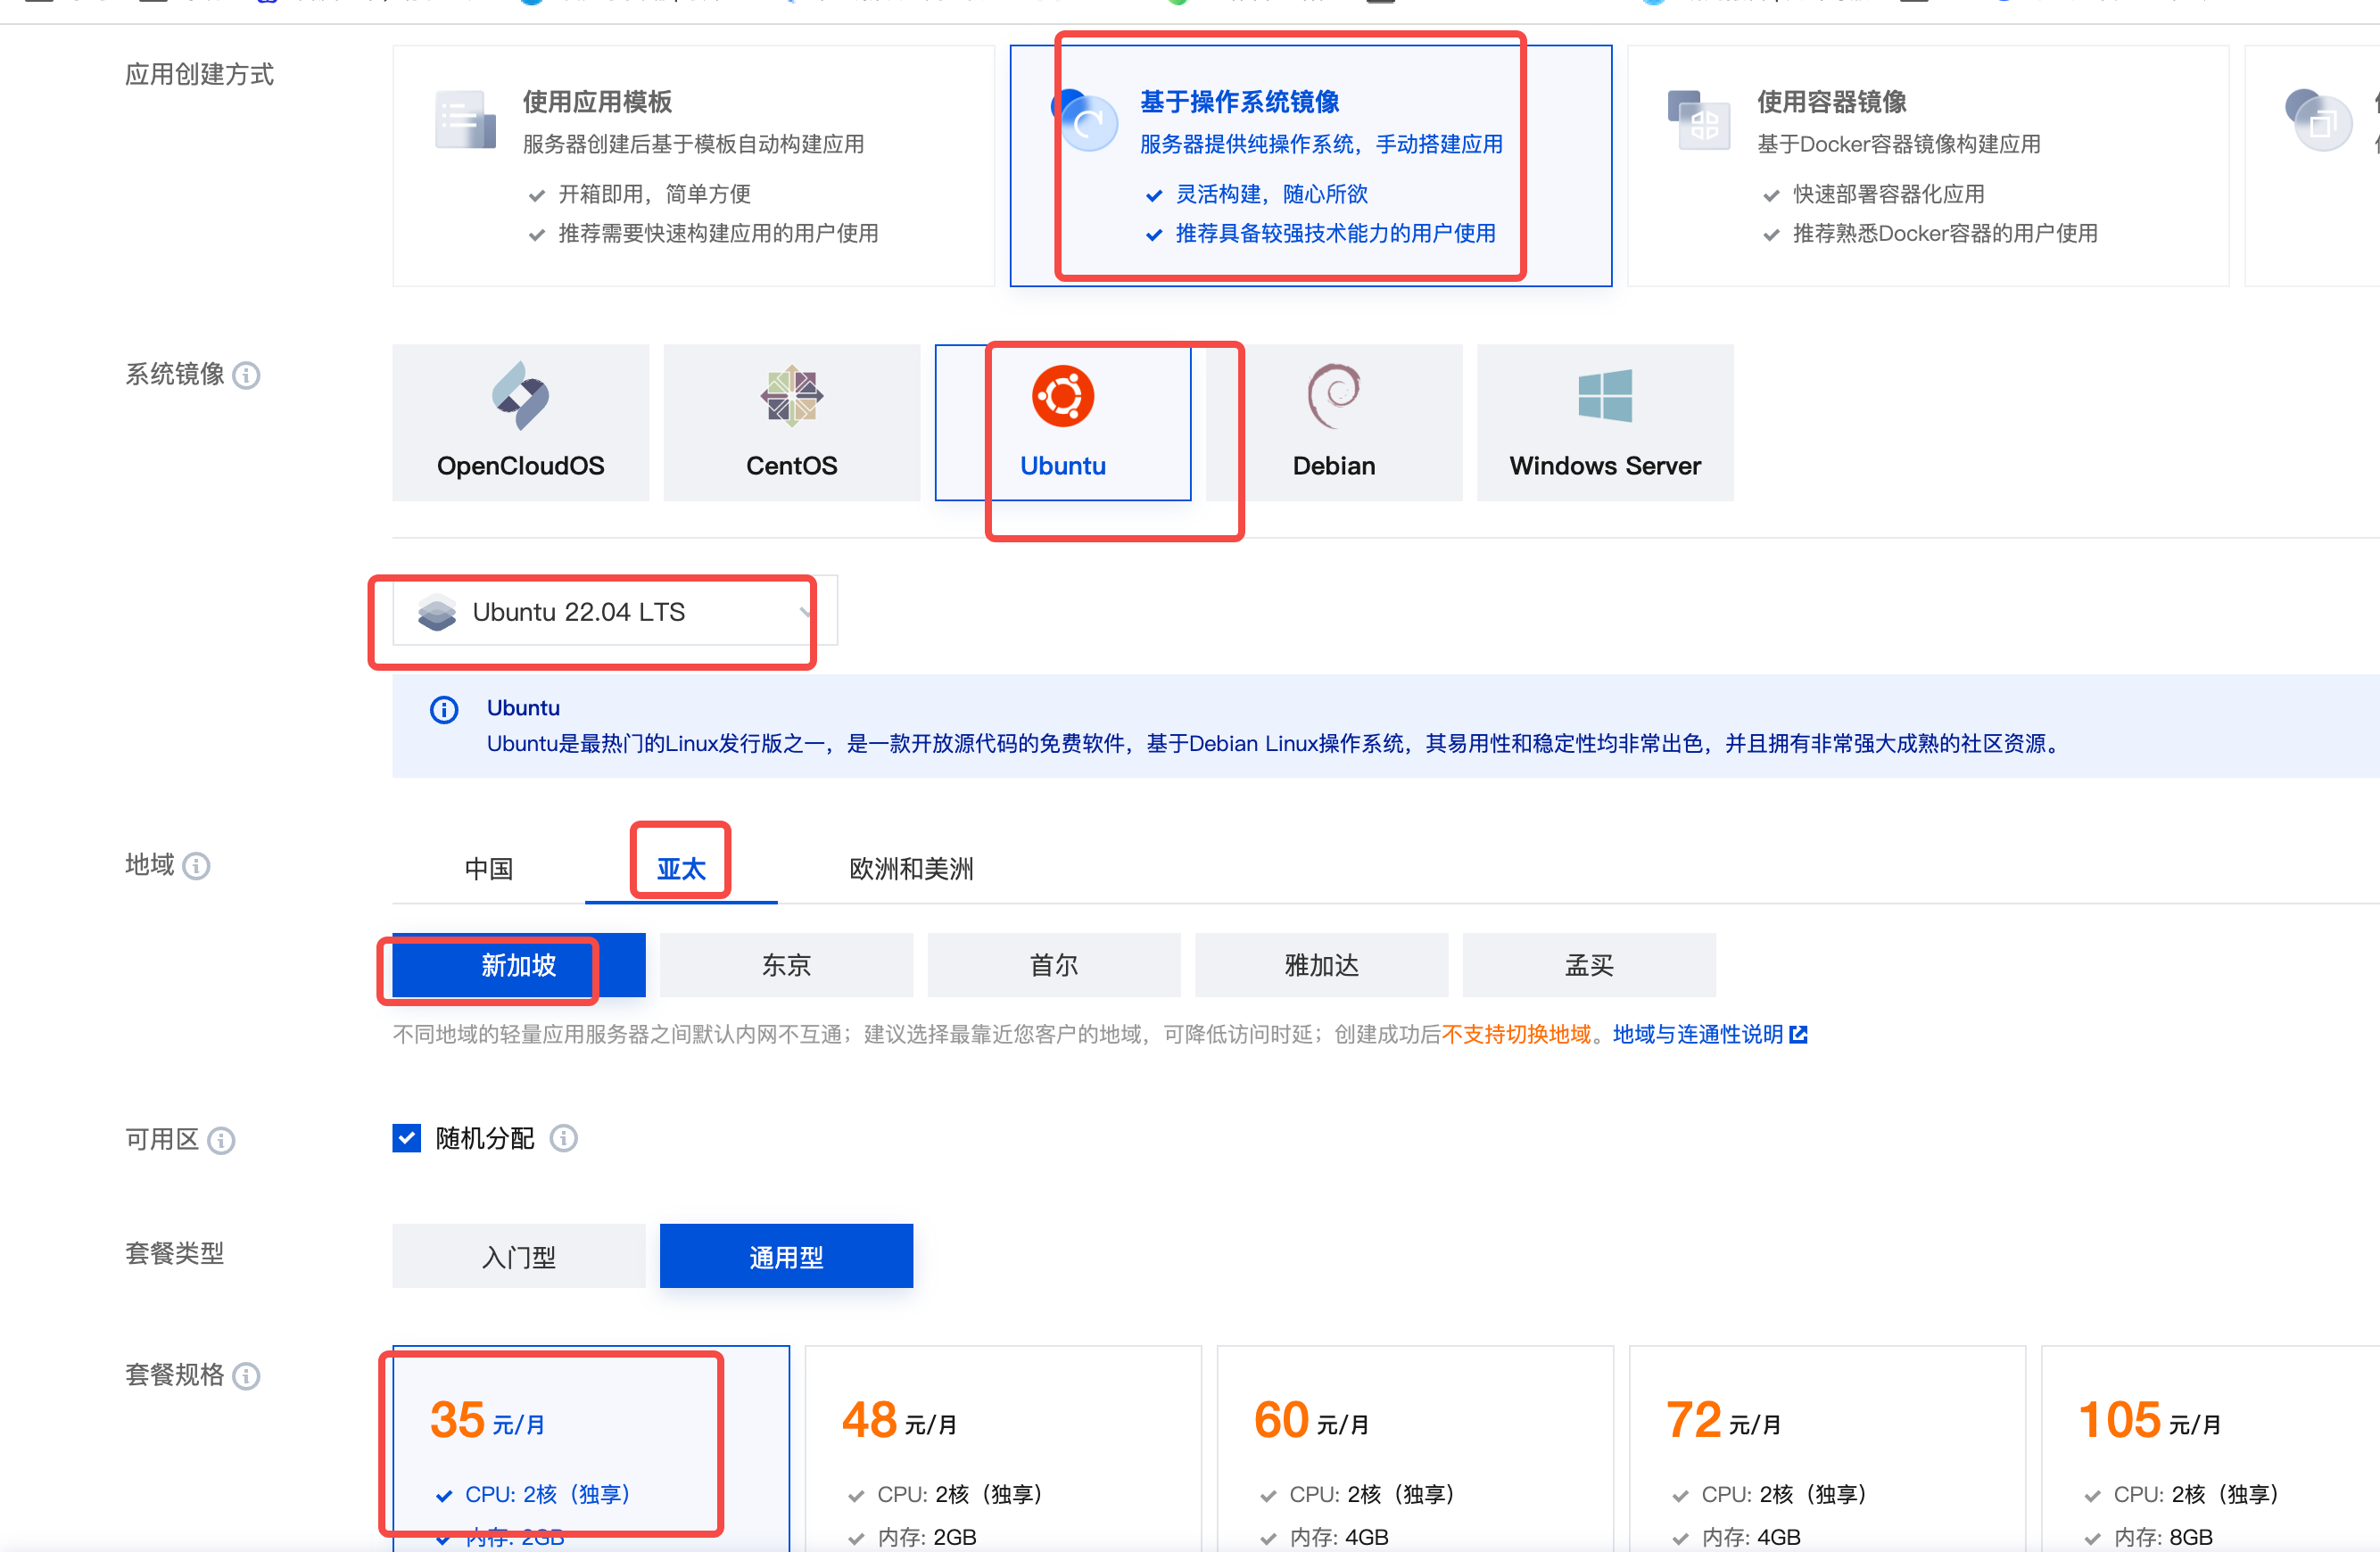 应用创建方式
使用应用模板
服务器创建后基于模板自动构建应用
开箱即用，简单方便
推荐需要快速构建应用的用户使用
基于操作系统镜像
服务器提供纯操作系统，手动搭建应用
灵活构建，随心所欲
推荐具备较强技术能力的用户使用
使用容器镜像
基于Docker容器镜像构建应用
快速部署容器化应用
推荐熟悉Docker容器的用户使用
系统镜像
OpenCloudOS
CentOS
Ubuntu
Debian
Windows Server
Ubuntu 22.04 LTS
Ubuntu
Ubuntu是最热门的Linux发行版之一，是一款开放源代码的免费软件，基于Debian Linux操作系统，其易用性和稳定性均非常出色，并且拥有非常强大成熟的社区资源。
地域
中国
亚太
欧洲和美洲
新加坡
东京
首尔
雅加达
孟买
不同地域的轻量应用服务器之间默认内网不互通；建议选择最靠近您客户的地域，可降低访问时延；创建成功后不支持切换地域。地域与连通性说明
可用区
随机分配
套餐类型
入门型
通用型
套餐规格
35 元/月
CPU: 2核（独享）
内存: 2GB
48 元/月
CPU: 2核（独享）
内存: 2GB
60 元/月
CPU: 2核（独享）
内存: 4GB
72 元/月
CPU: 2核（独享）
内存: 4GB
105 元/月
CPU: 2核（独享）
内存: 8GB